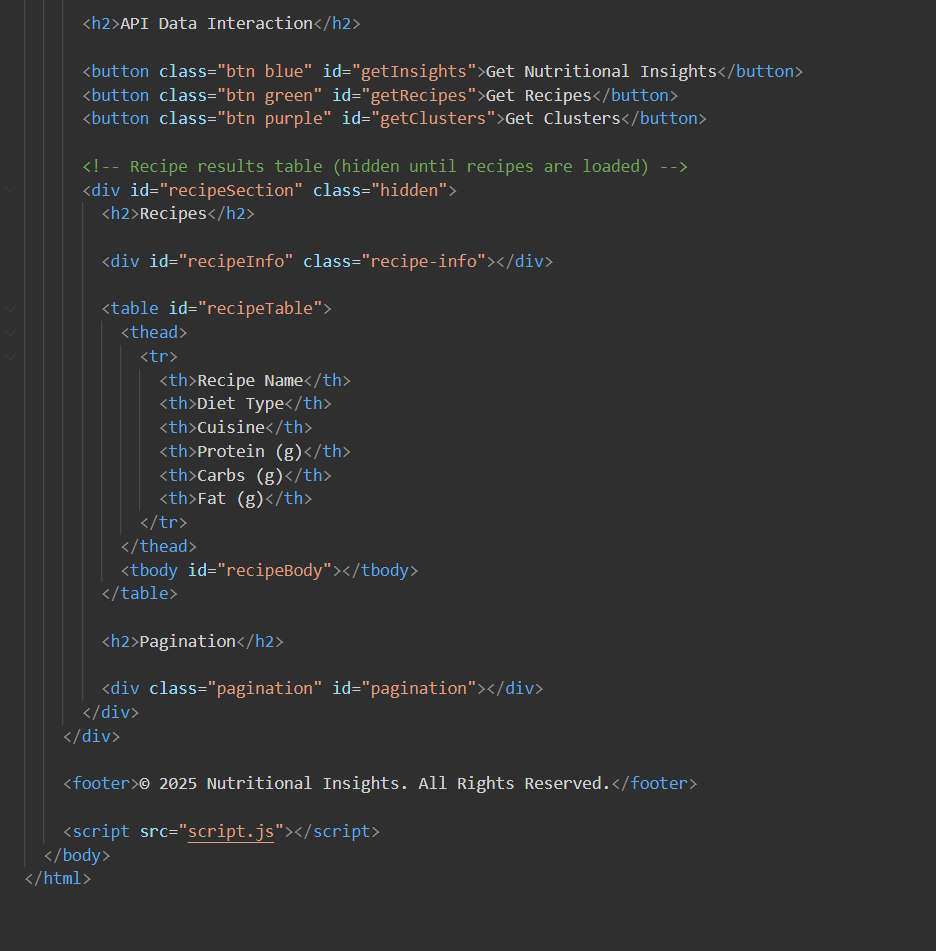 <h2>API Data Interaction</h2>
<button class="btn blue" id="getInsights">Get Nutritional Insights</button>
<button class="btn green" id="getRecipes">Get Recipes</button>
<button class="btn purple" id="getClusters">Get Clusters</button>
<!-- Recipe results table (hidden until recipes are loaded) -->
<div id="recipeSection" class="hidden">
<h2>Recipes</h2>
<div id="recipeInfo" class="recipe-info"></div>
<table id="recipeTable">
<thead>
<tr>
<th>Recipe Name</th>
<th>Diet Type</th>
<th>Cuisine</th>
<th>Protein (g)</th>
<th>Carbs (g)</th>
<th>Fat (g)</th>
</tr>
</thead>
<tbody id="recipeBody"></tbody>
</table>
<h2>Pagination</h2>
<div class="pagination" id="pagination"></div>
</div>
</div>
<footer>© 2025 Nutritional Insights. All Rights Reserved.</footer>
<script src="script.js"></script>
</body>
</html>